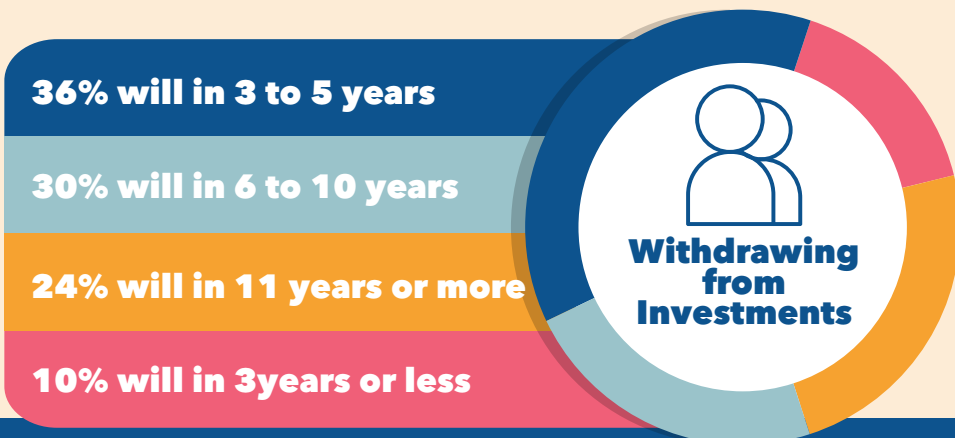 36% will in 3 to 5 years
30% will in 6 to 10 years
24% will in 11 years or more
10% will in 3years or less
Withdrawing
from
Investments